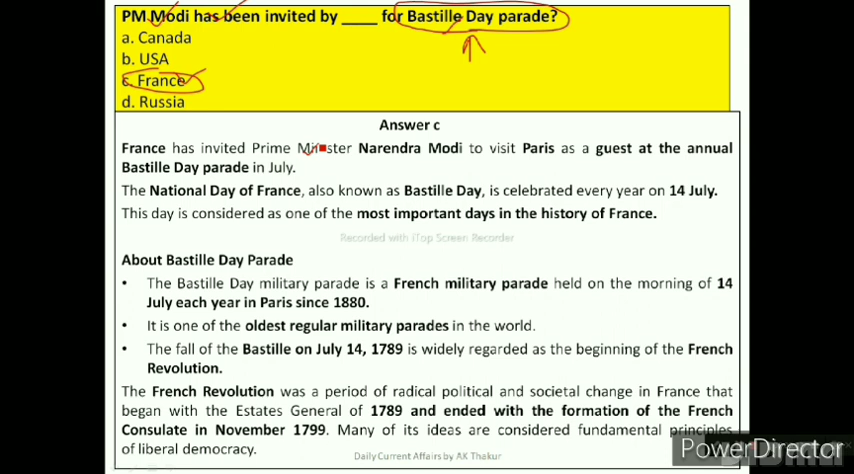 PM Modi has been invited by ____ for Bastille Day parade?
a. Canada
b. USA
c. France
d. Russia
Answer c
France has invited Prime Minister Narendra Modi to visit Paris as a guest at the annual
Bastille Day parade in July.
The National Day of France, also known as Bastille Day, is celebrated every year on 14 July.
This day is considered as one of the most important days in the history of France.
Recorded with iTop Screen Recorder
About Bastille Day Parade
• The Bastille Day military parade is a French military parade held on the morning of 14
July each year in Paris since 1880.
• It is one of the oldest regular military parades in the world.
• The fall of the Bastille on July 14, 1789 is widely regarded as the beginning of the French
Revolution.
The French Revolution was a period of radical political and societal change in France that
began with the Estates General of 1789 and ended with the formation of the French
Consulate in November 1799. Many of its ideas are considered fundamental principles
of liberal democracy.
PowerDirector
Daily Current Affairs by AK Thakur